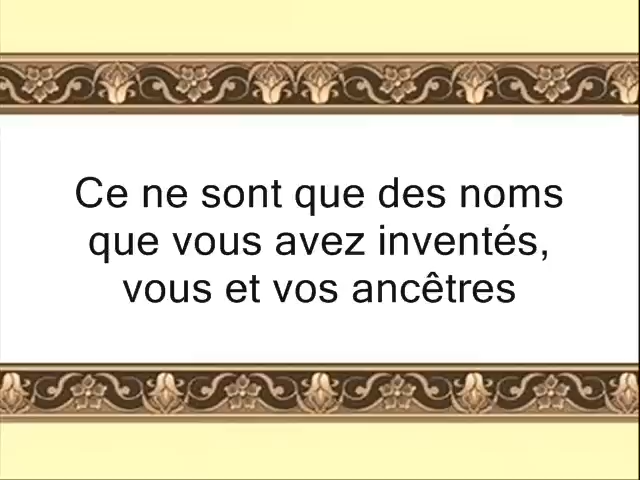 Ce ne sont que des noms
que vous avez inventés,
vous et vos ancêtres